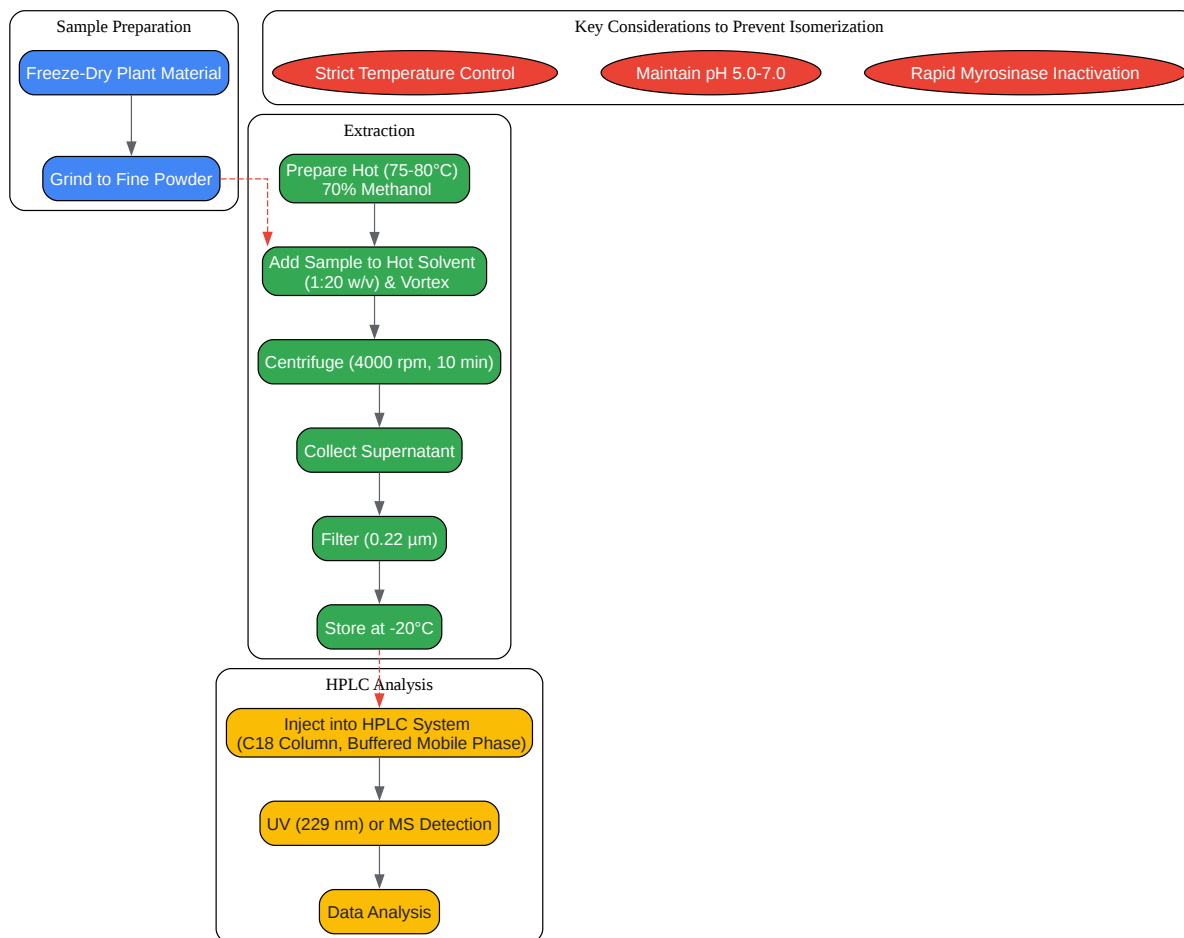 Sample Preparation
Freeze-Dry Plant Material
Grind to Fine Powder
Key Considerations to Prevent Isomerization
Strict Temperature Control
Maintain pH 5.0-7.0
Rapid Myrosinase Inactivation
Extraction
Prepare Hot (75-80°C)
70% Methanol
Add Sample to Hot Solvent
(1:20 w/v) & Vortex
Centrifuge (4000 rpm, 10 min)
Collect Supernatant
Filter (0.22 µm)
Store at -20°C
HPLC Analysis
Inject into HPLC System
(C18 Column, Buffered Mobile Phase)
UV (229 nm) or MS Detection
Data Analysis